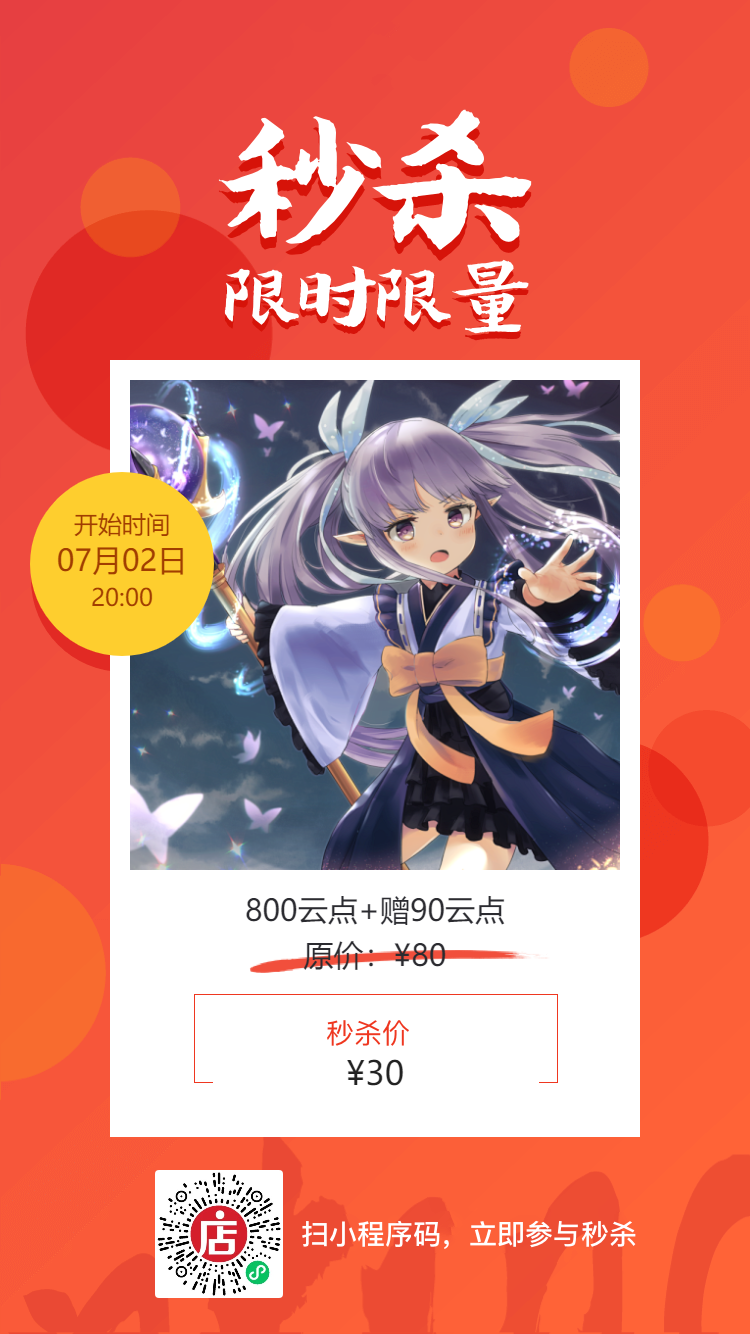 秒杀
限时限量
开始时间
07月02日
20:00
800云点+赠90云点
原价：¥80
秒杀价
¥30
店
扫小程序码，立即参与秒杀